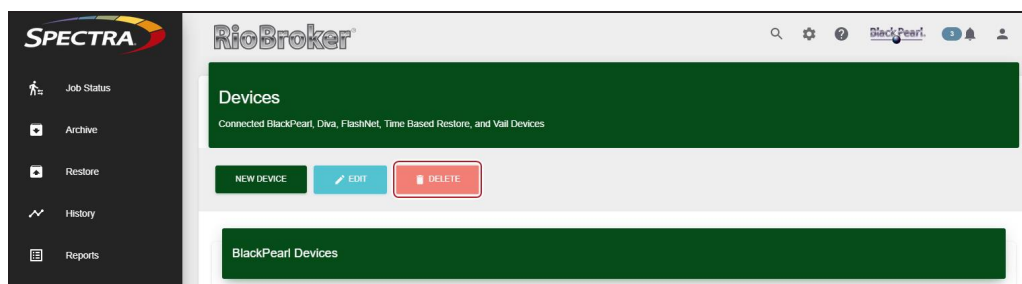 SPECTRA
RioBroker
BlackPearl.
3
Job Status
Devices
Connected BlackPearl, Diva, FlashNet, Time Based Restore, and Vail Devices
Archive
Restore
NEW DEVICE
EDIT
DELETE
History
Reports
BlackPearl Devices